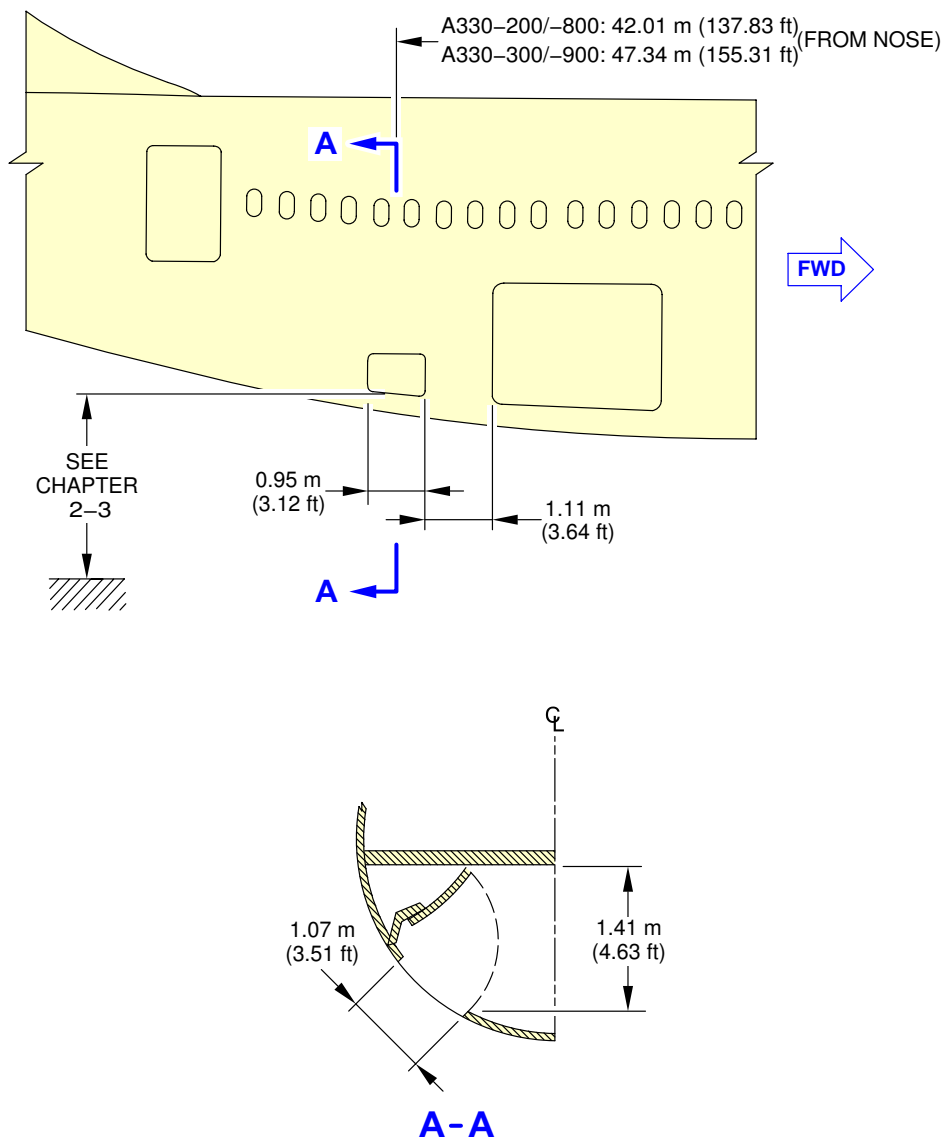 A330−200/−800: 42.01 m (137.83 ft)
(FROM NOSE)
A330−300/−900: 47.34 m (155.31 ft)
A
FWD
SEE
CHAPTER
2−3
0.95 m
(3.12 ft)
1.11 m
(3.64 ft)
A
CL
1.07 m
(3.51 ft)
1.41 m
(4.63 ft)
A−A